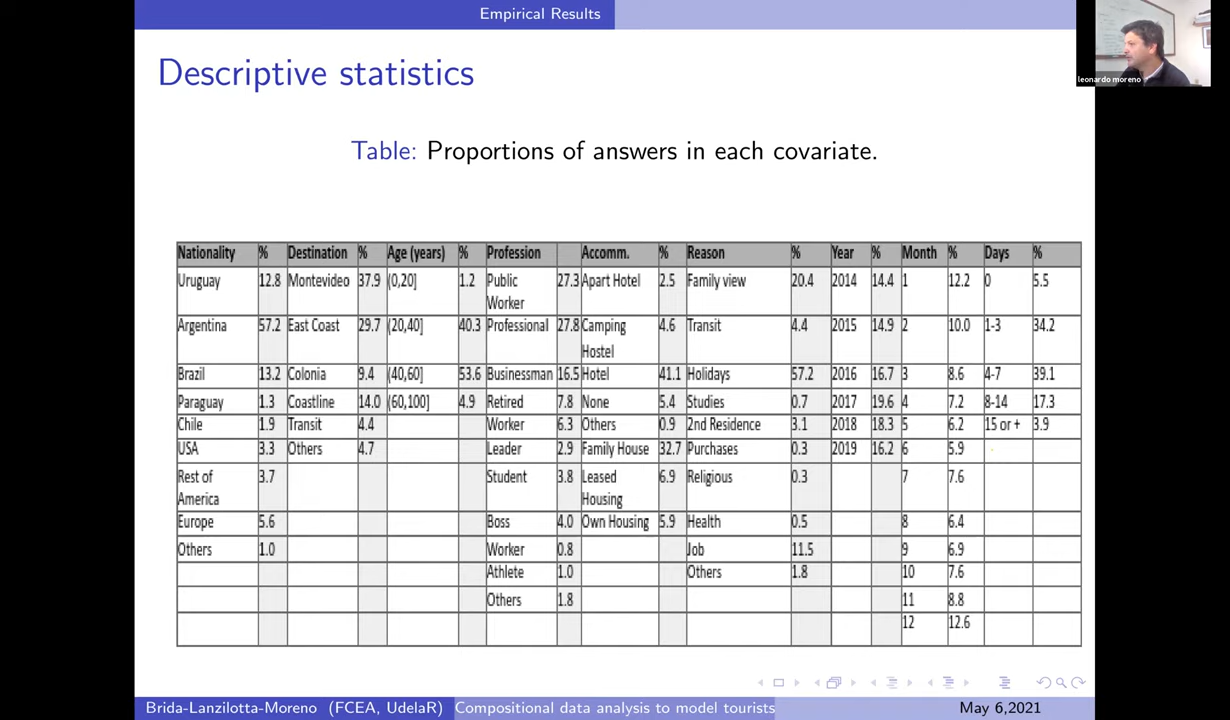 Empirical Results
leonardo moreno
Descriptive statistics
Table: Proportions of answers in each covariate.
Nationality % Destination % Age (years) % Profession Accomm. % Reason % Year % Month % Days %
Uruguay 12.8 Montevideo 37.9 (0,20] 1.2 Public Worker 27.3 Apart Hotel 2.5 Family view 20.4 2014 14.4 1 12.2 0 5.5
Argentina 57.2 East Coast 29.7 (20,40] 40.3 Professional 27.8 Camping Hostel 4.6 Transit 4.4 2015 14.9 2 10.0 1-3 34.2
Brazil 13.2 Colonia 9.4 (40,60] 53.6 Businessman 16.5 Hotel 41.1 Holidays 57.2 2016 16.7 3 8.6 4-7 39.1
Paraguay 1.3 Coastline 14.0 (60,100] 4.9 Retired 7.8 None 5.4 Studies 0.7 2017 19.6 4 7.2 8-14 17.3
Chile 1.9 Transit 4.4 Worker 6.3 Others 0.9 2nd Residence 3.1 2018 18.3 5 6.2 15 or + 3.9
USA 3.3 Others 4.7 Leader 2.9 Family House 32.7 Purchases 0.3 2019 16.2 6 5.9
Rest of America 3.7 Student 3.8 Leased Housing 6.9 Religious 0.3 7 7.6
Europe 5.6 Boss 4.0 Own Housing 5.9 Health 0.5 8 6.4
Others 1.0 Worker 0.8 Job 11.5 9 6.9
Athlete 1.0 Others 1.8 10 7.6
Others 1.8 11 8.8
12 12.6
Brida-Lanzilotta-Moreno (FCEA, UdelaR) Compositional data analysis to model tourists May 6,2021